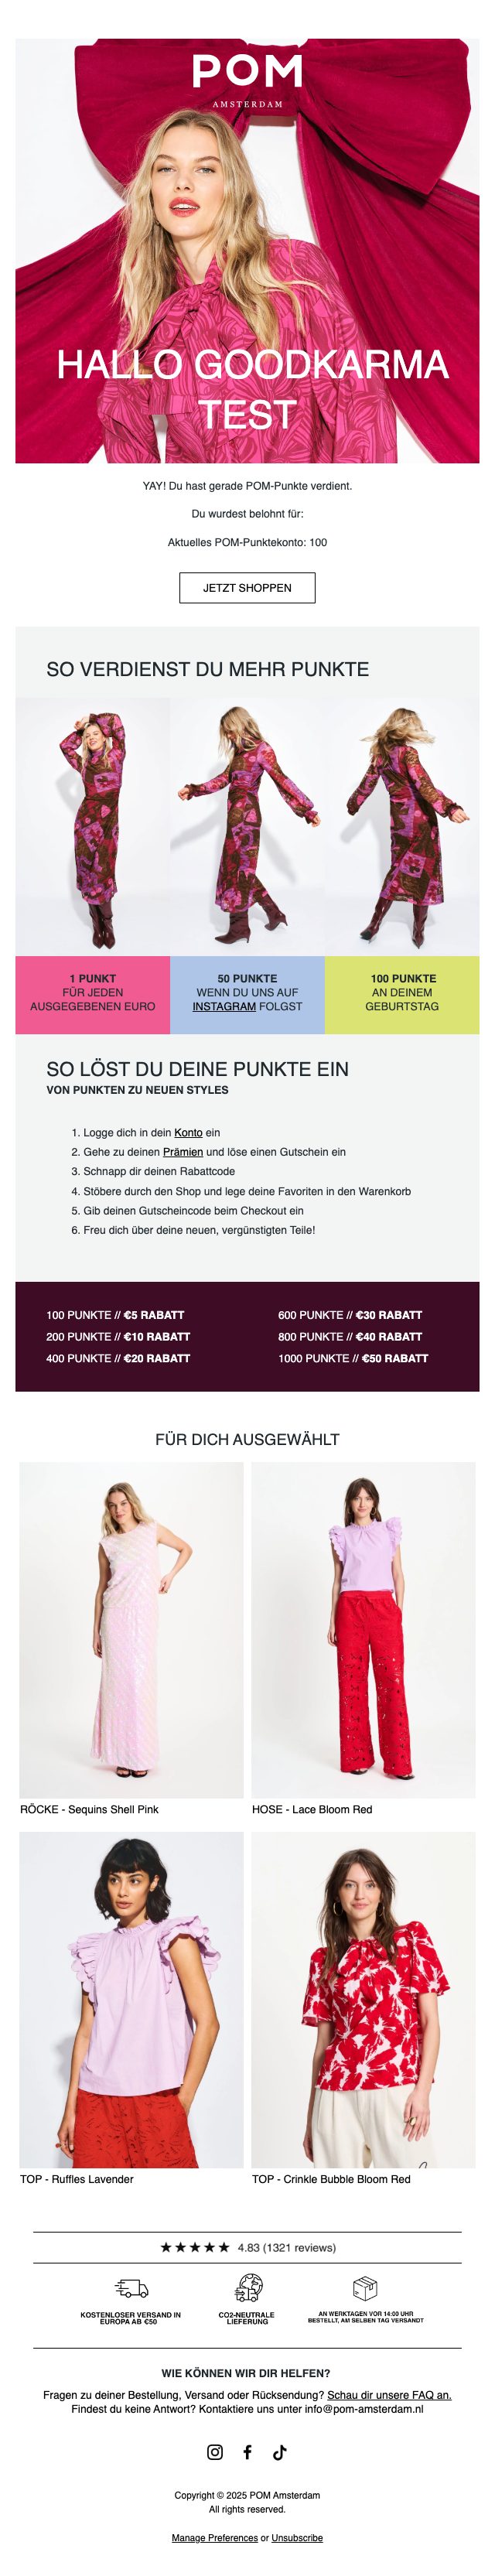 POM
AMSTERDAM
HALLO GOODKARMA
TEST
YAY! Du hast gerade POM-Punkte verdient.
Du wurdest belohnt für:
Aktuelles POM-Punktekonto: 100
JETZT SHOPPEN
SO VERDIENST DU MEHR PUNKTE
1 PUNKT
FÜR JEDEN
AUSGEGEBENEN EURO
50 PUNKTE
WENN DU UNS AUF
INSTAGRAM FOLGST
100 PUNKTE
AN DEINEM
GEBURTSTAG
SO LÖST DU DEINE PUNKTE EIN
VON PUNKTEN ZU NEUEN STYLES
1. Logge dich in dein Konto ein
2. Gehe zu deinen Prämien und löse einen Gutschein ein
3. Schnapp dir deinen Rabattcode
4. Stöbere durch den Shop und lege deine Favoriten in den Warenkorb
5. Gib deinen Gutscheincode beim Checkout ein
6. Freu dich über deine neuen, vergünstigten Teile!
100 PUNKTE // €5 RABATT
200 PUNKTE // €10 RABATT
400 PUNKTE // €20 RABATT
600 PUNKTE // €30 RABATT
800 PUNKTE // €40 RABATT
1000 PUNKTE // €50 RABATT
FÜR DICH AUSGEWÄHLT
RÖCKE - Sequins Shell Pink
HOSE - Lace Bloom Red
TOP - Ruffles Lavender
TOP - Crinkle Bubble Bloom Red
★★★★★ 4.83 (1321 reviews)
KOSTENLOSER VERSAND IN
EUROPA AB €50
CO2-NEUTRALE
LIEFERUNG
AN WERKTAGEN VOR 14:00 UHR
BESTELLT, AM SELBEN TAG VERSANDT
WIE KÖNNEN WIR DIR HELFEN?
Fragen zu deiner Bestellung, Versand oder Rücksendung? Schau dir unsere FAQ an.
Findest du keine Antwort? Kontaktiere uns unter info@pom-amsterdam.nl
Copyright © 2025 POM Amsterdam
All rights reserved.
Manage Preferences or Unsubscribe